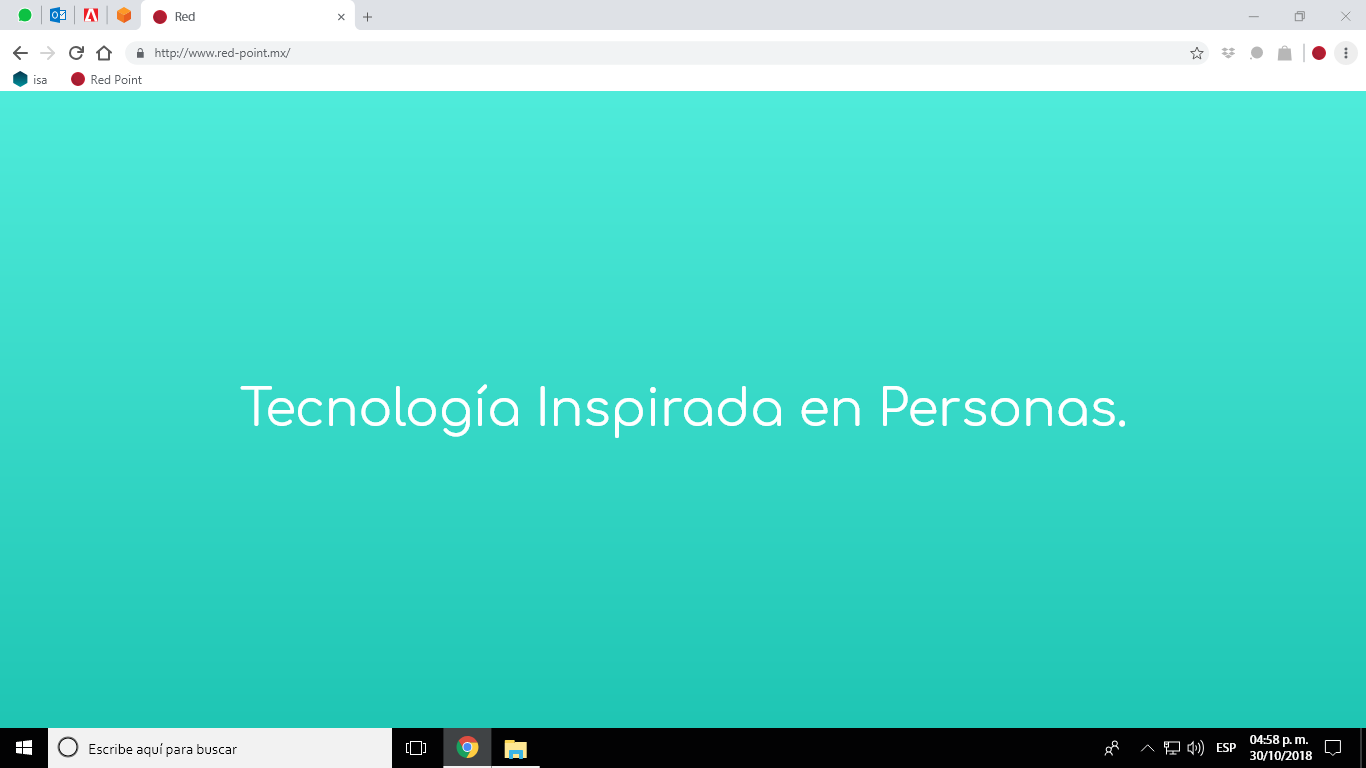 Red
http://www.red-point.mx/
isa
Red Point
Tecnología Inspirada en Personas.
Escribe aquí para buscar
ESP
04:58 p. m.
30/10/2018